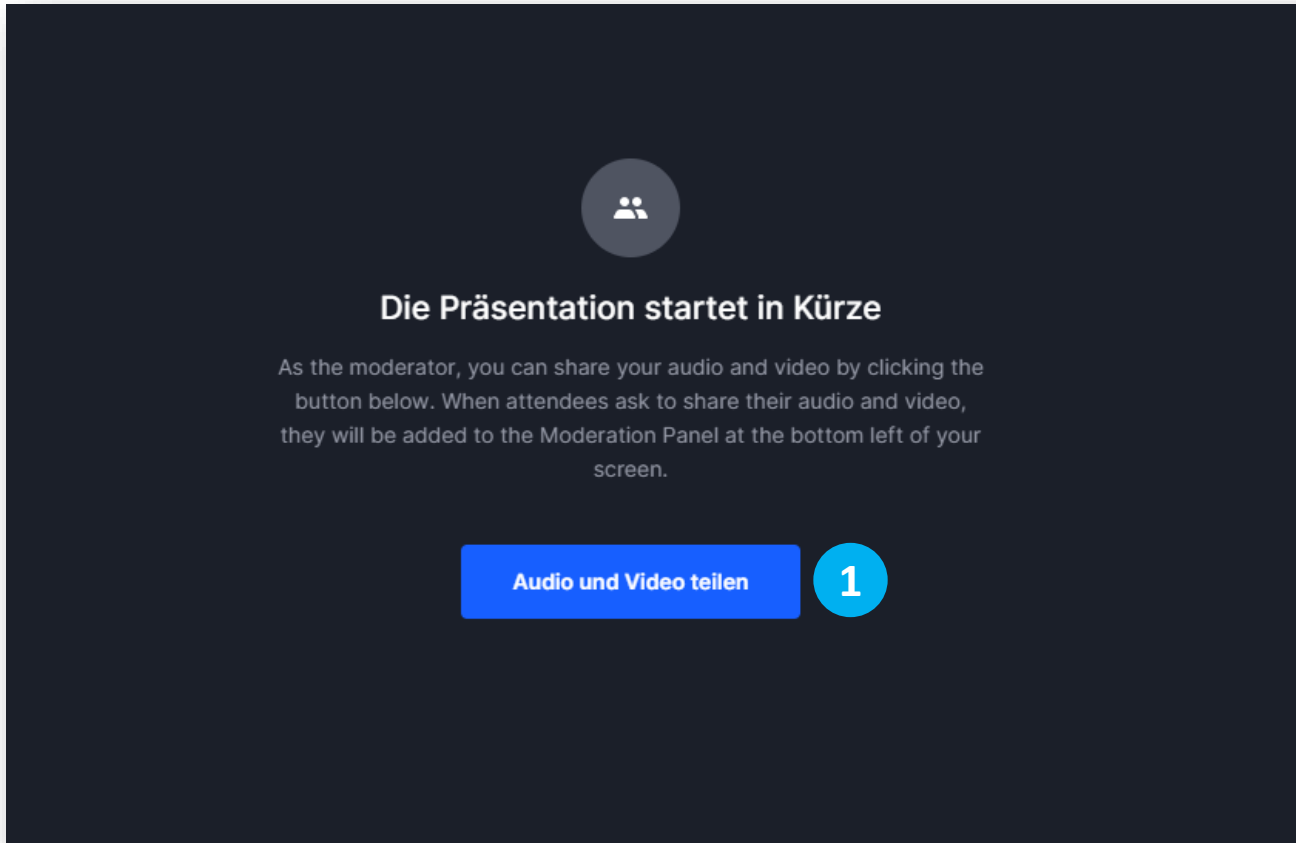 Die Präsentation startet in Kürze
As the moderator, you can share your audio and video by clicking the
button below. When attendees ask to share their audio and video,
they will be added to the Moderation Panel at the bottom left of your
screen.
Audio und Video teilen
1